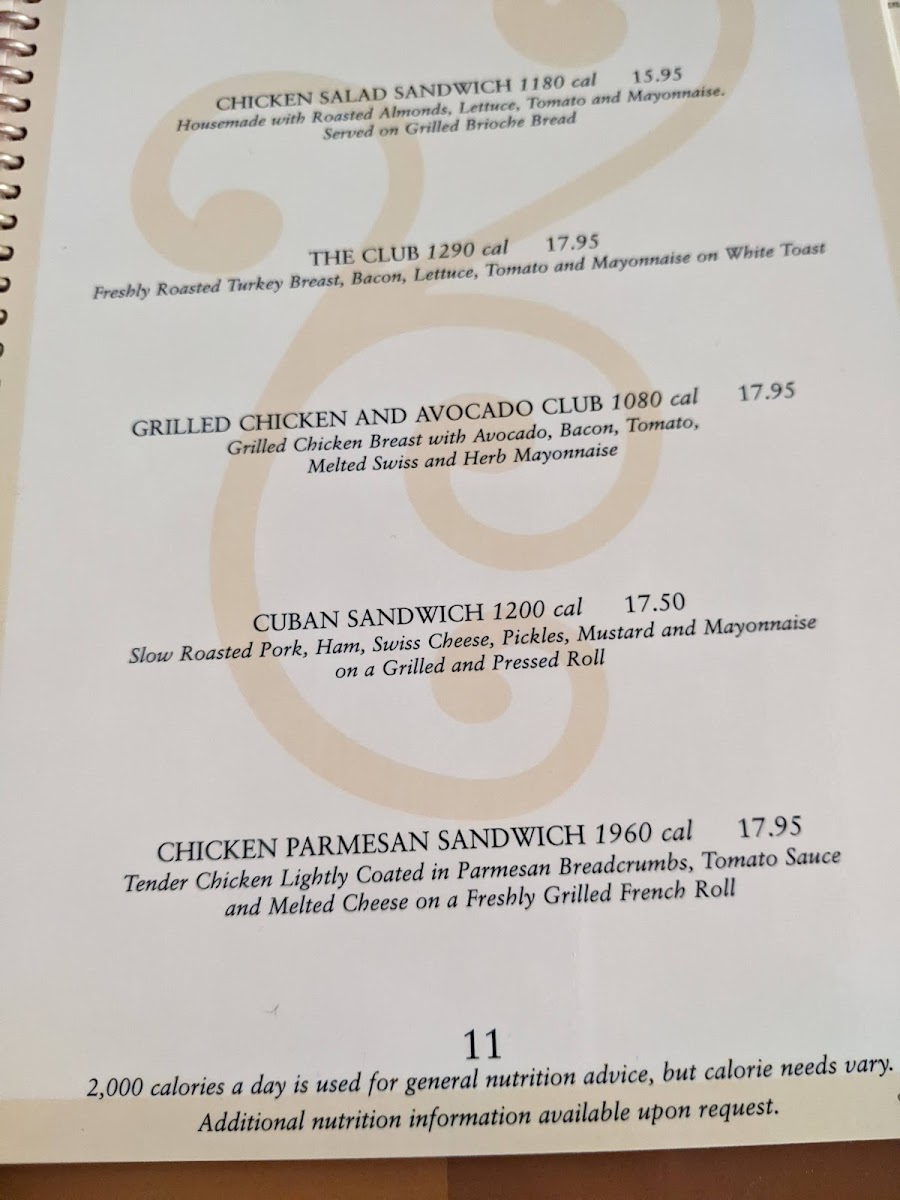 CHICKEN SALAD SANDWICH 1180 cal 15.95
Housemade with Roasted Almonds, Lettuce, Tomato and Mayonnaise.
Served on Grilled Brioche Bread
THE CLUB 1290 cal 17.95
Freshly Roasted Turkey Breast, Bacon, Lettuce, Tomato and Mayonnaise on White Toast
GRILLED CHICKEN AND AVOCADO CLUB 1080 cal 17.95
Grilled Chicken Breast with Avocado, Bacon, Tomato,
Melted Swiss and Herb Mayonnaise
CUBAN SANDWICH 1200 cal 17.50
Slow Roasted Pork, Ham, Swiss Cheese, Pickles, Mustard and Mayonnaise
on a Grilled and Pressed Roll
CHICKEN PARMESAN SANDWICH 1960 cal 17.95
Tender Chicken Lightly Coated in Parmesan Breadcrumbs, Tomato Sauce
and Melted Cheese on a Freshly Grilled French Roll
11
2,000 calories a day is used for general nutrition advice, but calorie needs vary.
Additional nutrition information available upon request.